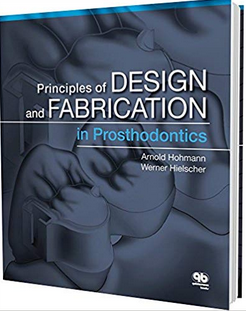 Principles of DESIGN
and FABRICATION
in Prosthodontics
Arnold Hohmann
Werner Hielscher